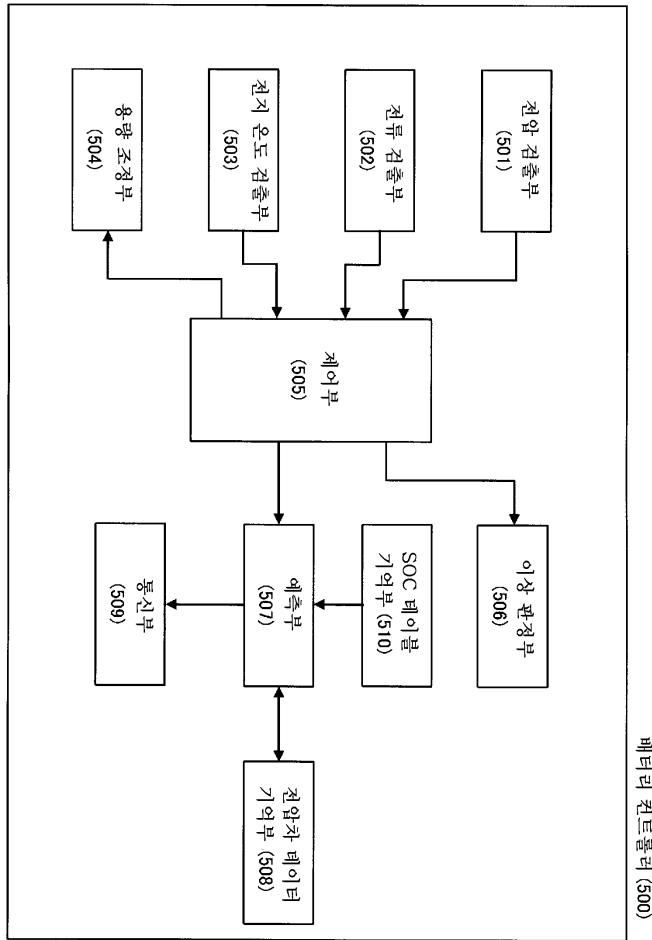 배터리 컨트롤러 (500)
전압 검출부
(501)
전류 검출부
(502)
전지 온도 검출부
(503)
용량 조정부
(504)
제어부
(505)
이상 판정부
(506)
SOC 테이블
기억부 (510)
예측부
(507)
통신부
(509)
전압차 데이터
기억부 (508)